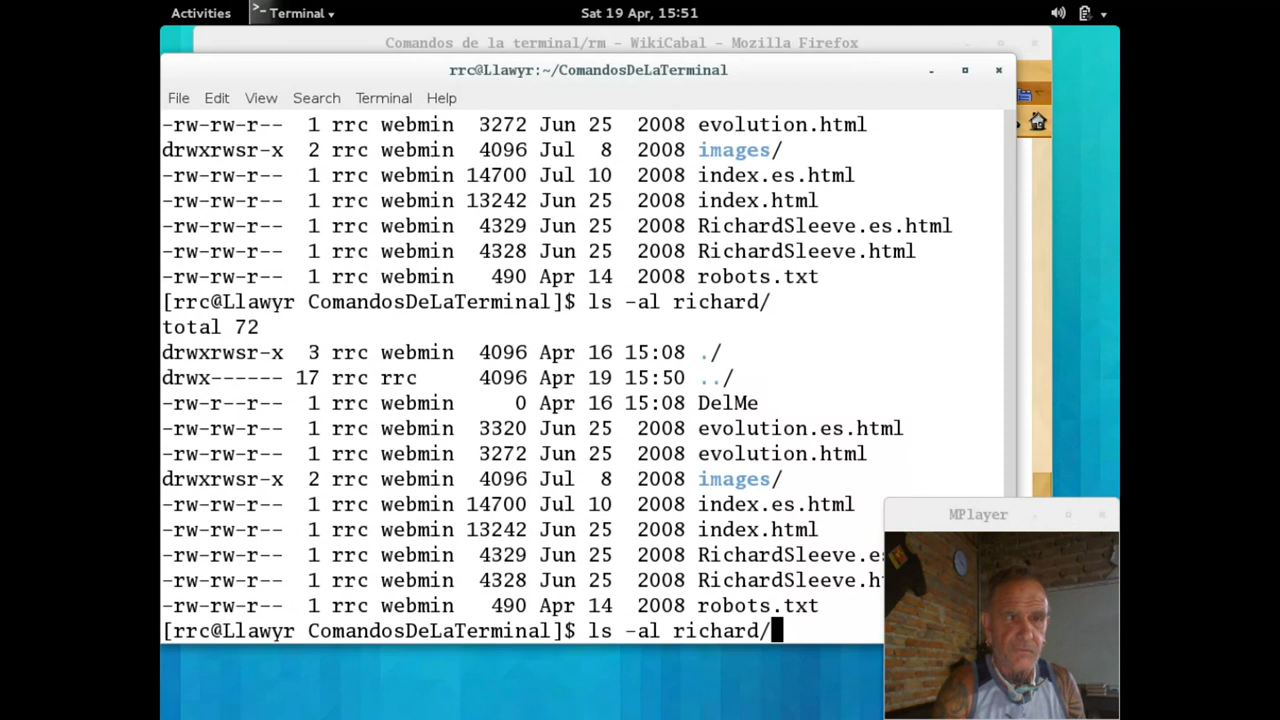 Activities Terminal Sat 19 Apr, 15:51
Comandos de la terminal/rm - WikiCabal - Mozilla Firefox
rrc@Llawyr:~/ComandosDeLaTerminal
File Edit View Search Terminal Help
-rw-rw-r-- 1 rrc webmin 3272 Jun 25 2008 evolution.html
drwxrwsr-x 2 rrc webmin 4096 Jul 8 2008 images/
-rw-rw-r-- 1 rrc webmin 14700 Jul 10 2008 index.es.html
-rw-rw-r-- 1 rrc webmin 13242 Jun 25 2008 index.html
-rw-rw-r-- 1 rrc webmin 4329 Jun 25 2008 RichardSleeve.es.html
-rw-rw-r-- 1 rrc webmin 4328 Jun 25 2008 RichardSleeve.html
-rw-rw-r-- 1 rrc webmin 490 Apr 14 2008 robots.txt
[rrc@Llawyr ComandosDeLaTerminal]$ ls -al richard/
total 72
drwxrwsr-x 3 rrc webmin 4096 Apr 16 15:08 ./
drwx------ 17 rrc rrc 4096 Apr 19 15:50 ../
-rw-r--r-- 1 rrc webmin 0 Apr 16 15:08 DelMe
-rw-rw-r-- 1 rrc webmin 3320 Jun 25 2008 evolution.es.html
-rw-rw-r-- 1 rrc webmin 3272 Jun 25 2008 evolution.html
drwxrwsr-x 2 rrc webmin 4096 Jul 8 2008 images/
-rw-rw-r-- 1 rrc webmin 14700 Jul 10 2008 index.es.html
-rw-rw-r-- 1 rrc webmin 13242 Jun 25 2008 index.html
-rw-rw-r-- 1 rrc webmin 4329 Jun 25 2008 RichardSleeve.es
-rw-rw-r-- 1 rrc webmin 4328 Jun 25 2008 RichardSleeve.h
-rw-rw-r-- 1 rrc webmin 490 Apr 14 2008 robots.txt
[rrc@Llawyr ComandosDeLaTerminal]$ ls -al richard/
MPlayer